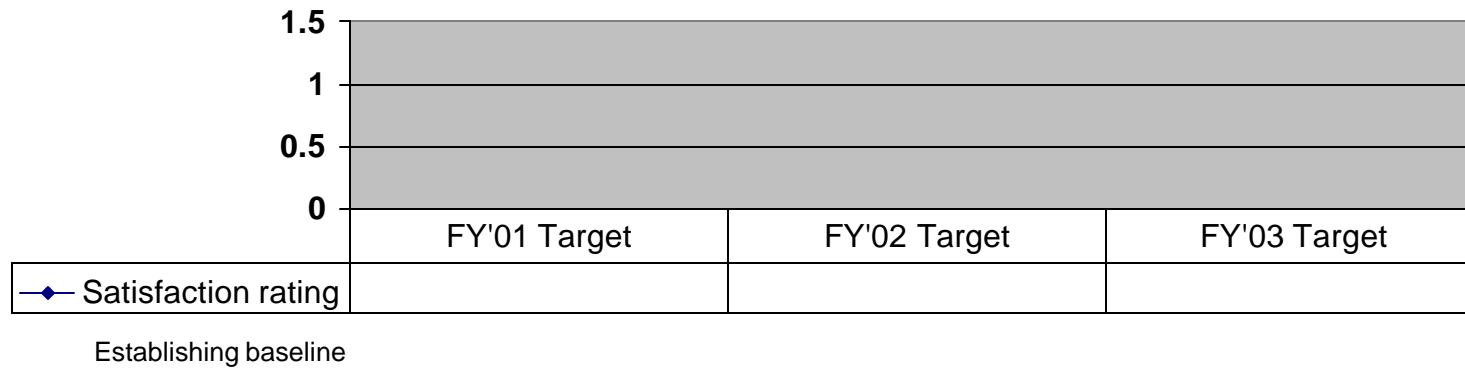 1.5
1
0.5
0
FY'01 Target FY'02 Target FY'03 Target
Satisfaction rating
Establishing baseline